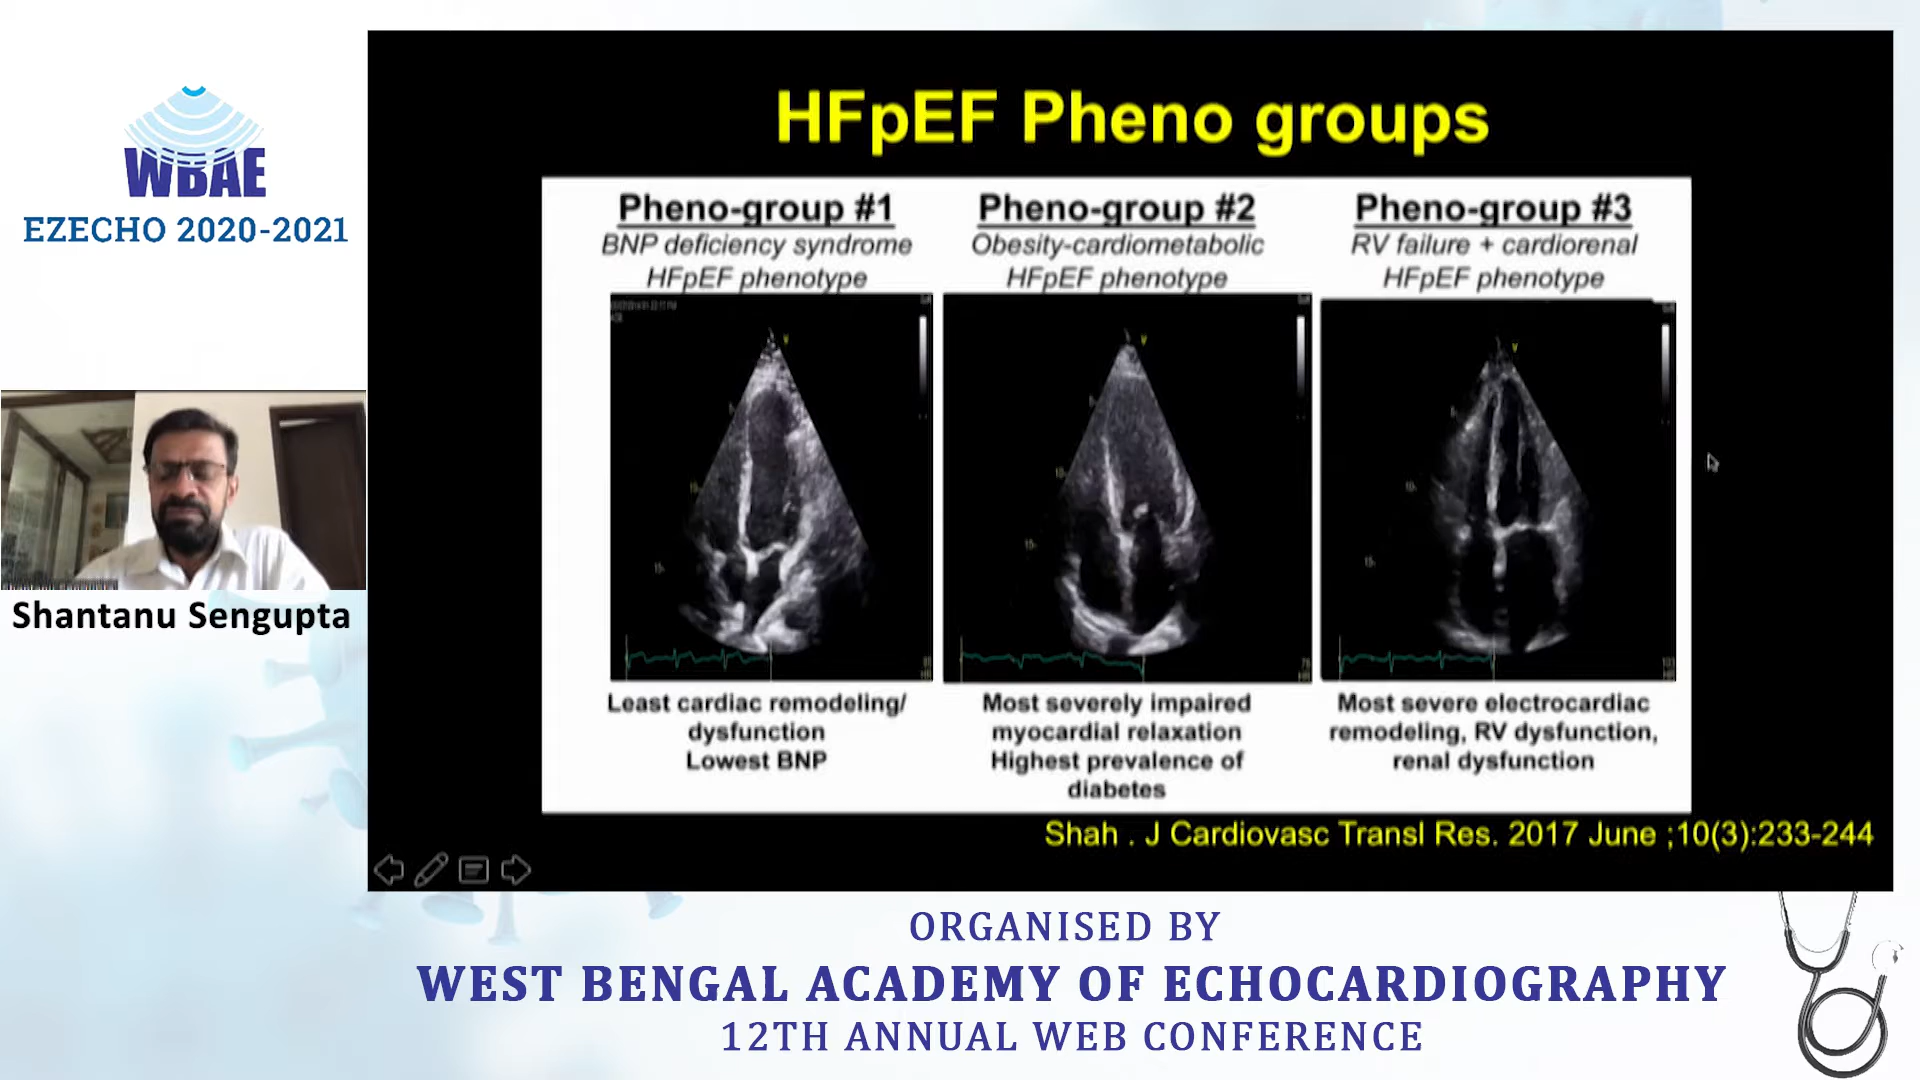 WBAE
EZECHO 2020-2021
Shantanu Sengupta
HFpEF Pheno groups
Pheno-group #1
BNP deficiency syndrome
HFpEF phenotype
Least cardiac remodeling/
dysfunction
Lowest BNP
Pheno-group #2
Obesity-cardiometabolic
HFpEF phenotype
Most severely impaired
myocardial relaxation
Highest prevalence of
diabetes
Pheno-group #3
RV failure + cardiorenal
HFpEF phenotype
Most severe electrocardiac
remodeling, RV dysfunction,
renal dysfunction
Shah . J Cardiovasc Transl Res. 2017 June ;10(3):233-244
ORGANISED BY
WEST BENGAL ACADEMY OF ECHOCARDIOGRAPHY
12TH ANNUAL WEB CONFERENCE